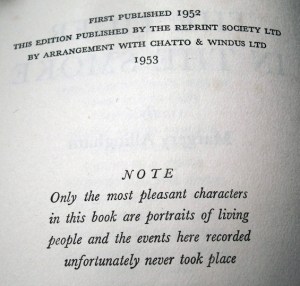 FIRST PUBLISHED 1952
THIS EDITION PUBLISHED BY THE REPRINT SOCIETY LTD
BY ARRANGEMENT WITH CHATTO & WINDUS LTD
1953
NOTE
Only the most pleasant characters
in this book are portraits of living
people and the events here recorded
unfortunately never took place